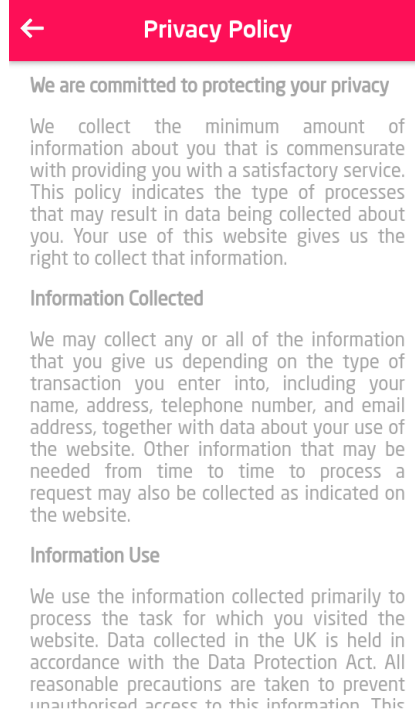 Privacy Policy
We are committed to protecting your privacy
We collect the minimum amount of
information about you that is commensurate
with providing you with a satisfactory service.
This policy indicates the type of processes
that may result in data being collected about
you. Your use of this website gives us the
right to collect that information.
Information Collected
We may collect any or all of the information
that you give us depending on the type of
transaction you enter into, including your
name, address, telephone number, and email
address, together with data about your use of
the website. Other information that may be
needed from time to time to process a
request may also be collected as indicated on
the website.
Information Use
We use the information collected primarily to
process the task for which you visited the
website. Data collected in the UK is held in
accordance with the Data Protection Act. All
reasonable precautions are taken to prevent
unauthorised access to this information. This